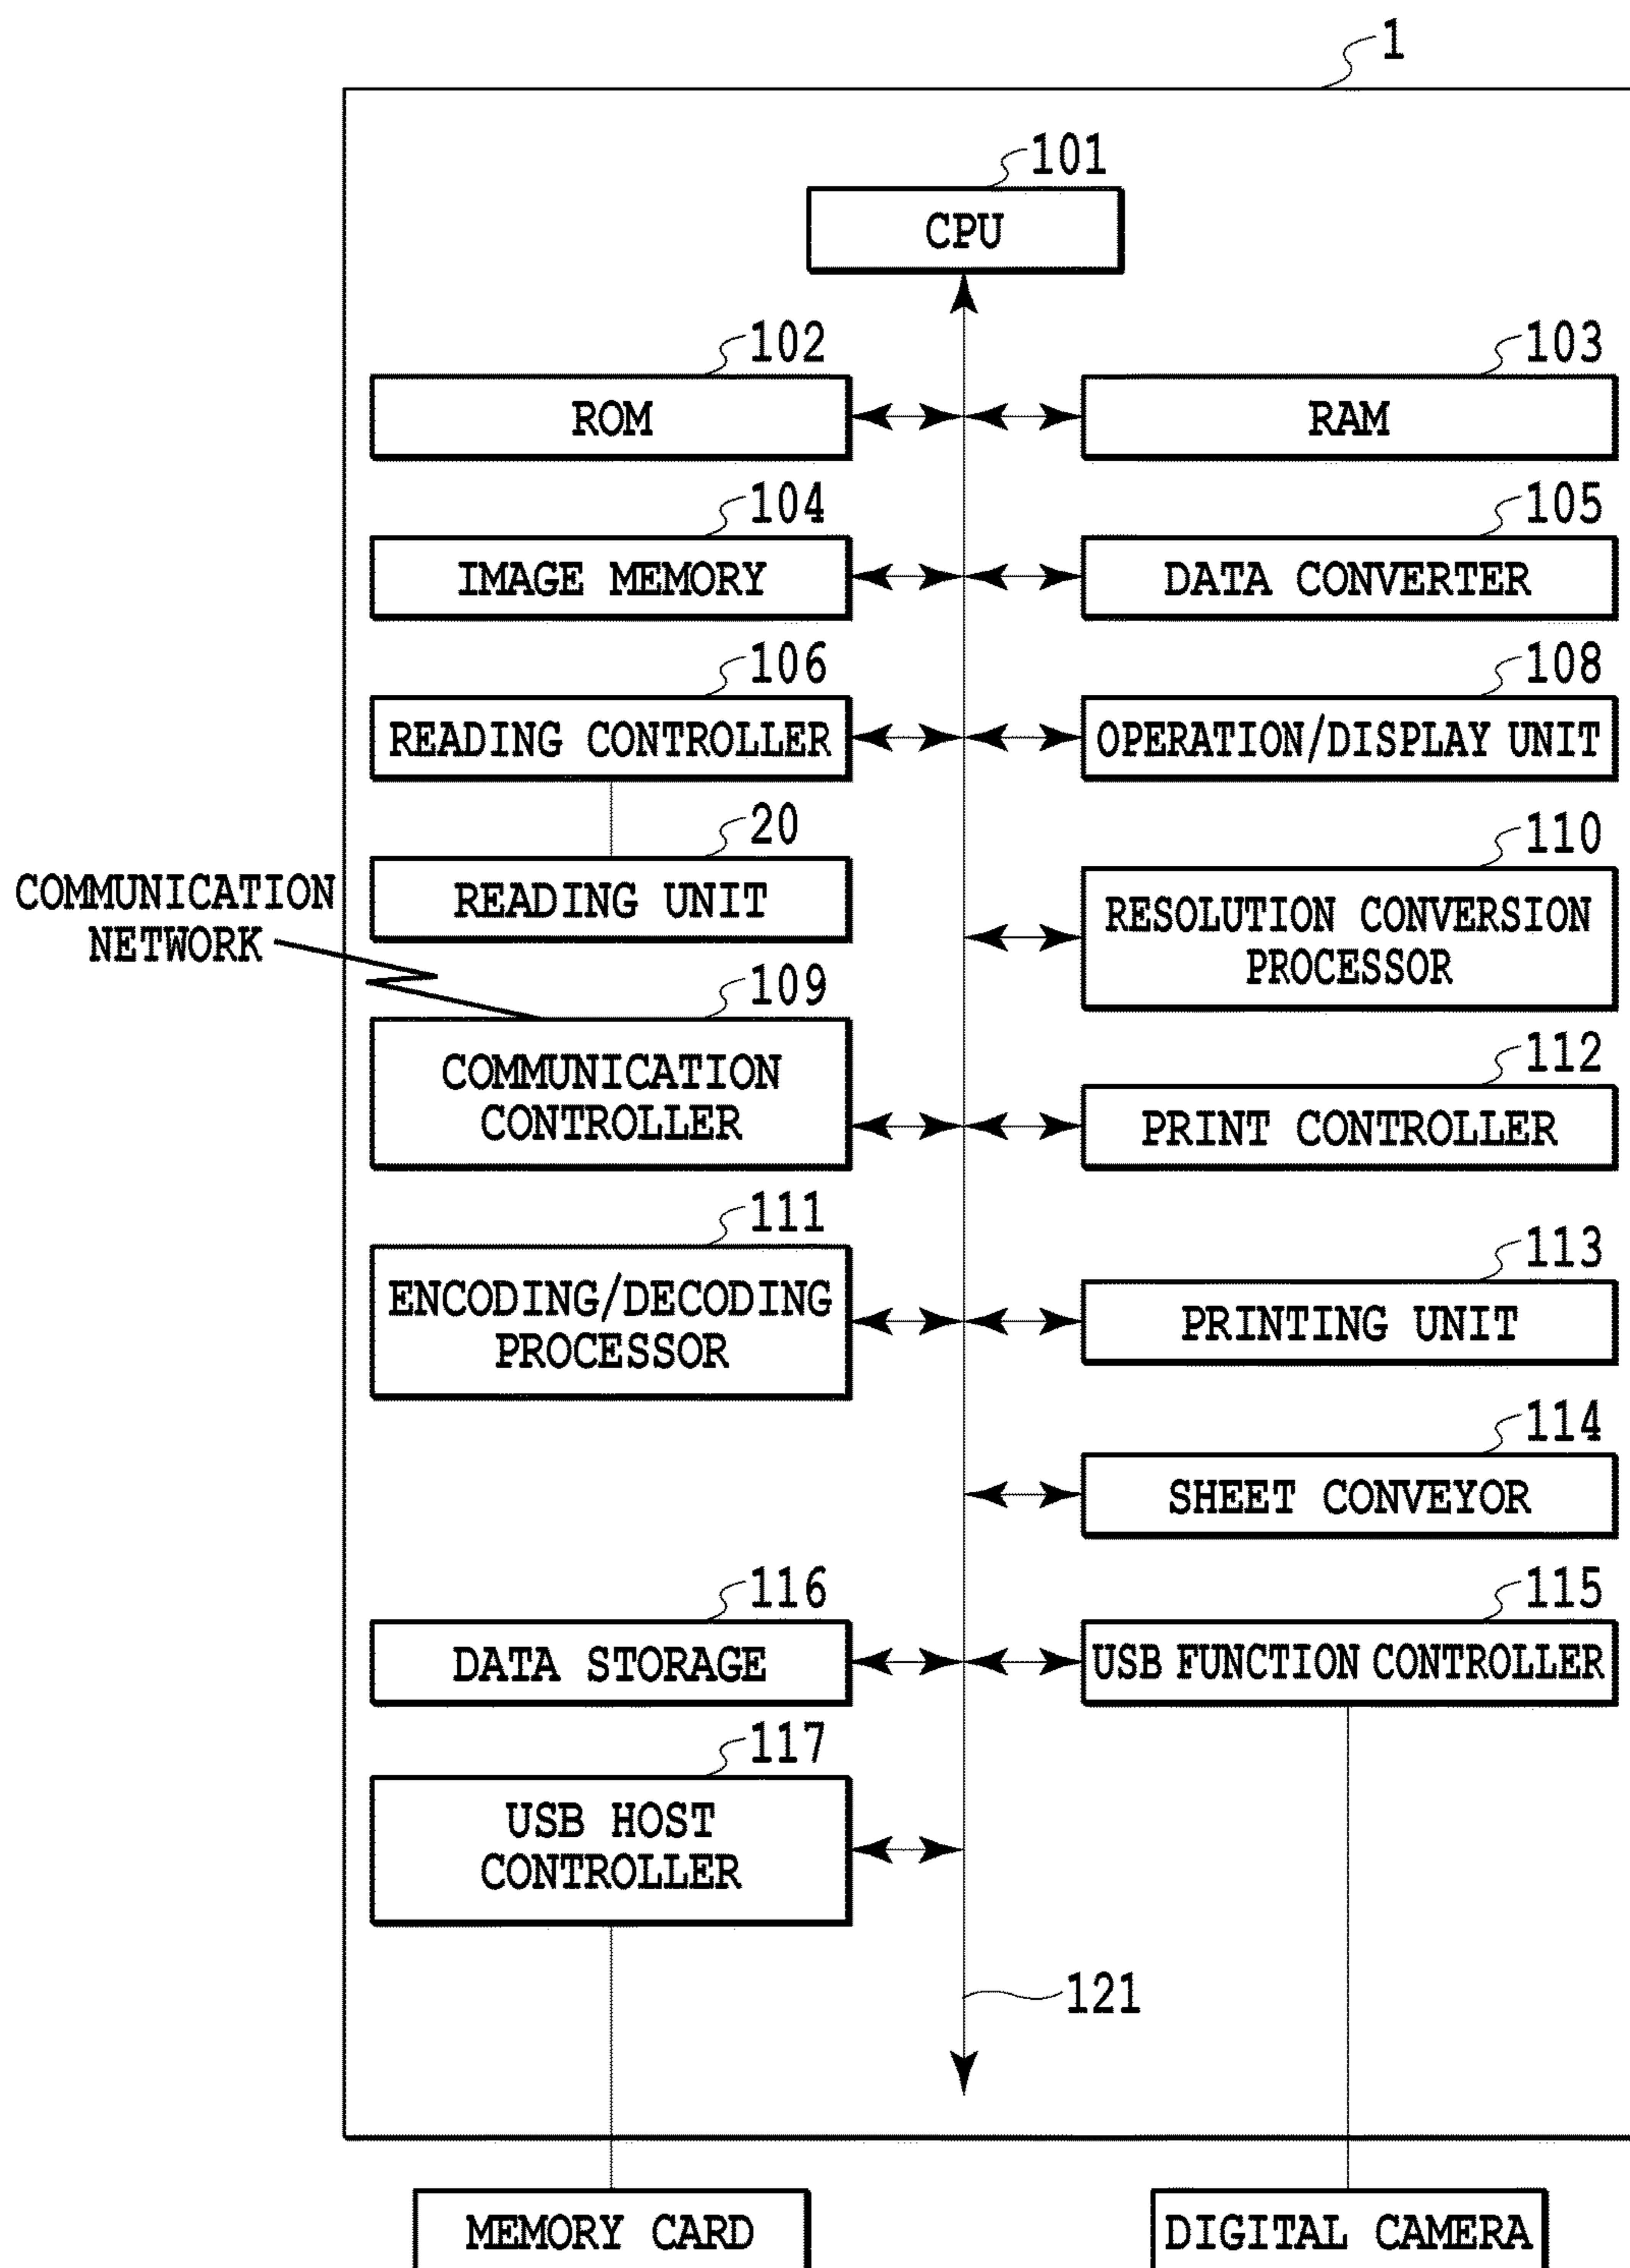 1
101
CPU
102
ROM
103
RAM
104
IMAGE MEMORY
105
DATA CONVERTER
106
READING CONTROLLER
108
OPERATION/DISPLAY UNIT
20
READING UNIT
COMMUNICATION
NETWORK
110
RESOLUTION CONVERSION
PROCESSOR
109
COMMUNICATION
CONTROLLER
112
PRINT CONTROLLER
111
ENCODING/DECODING
PROCESSOR
113
PRINTING UNIT
114
SHEET CONVEYOR
116
DATA STORAGE
115
USB FUNCTION CONTROLLER
117
USB HOST
CONTROLLER
121
MEMORY CARD
DIGITAL CAMERA